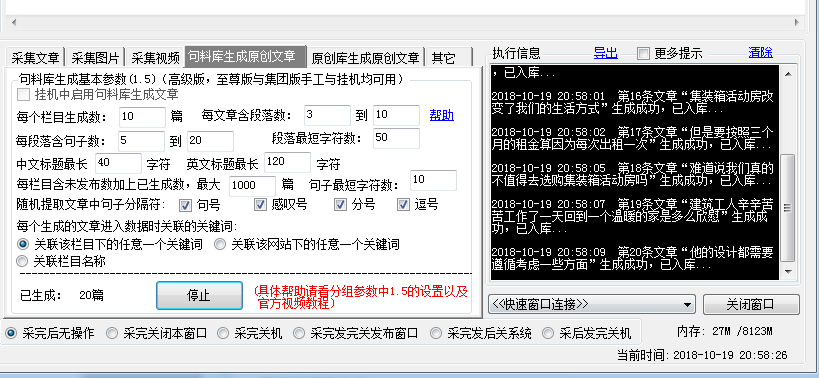 采集文章 采集图片 采集视频 句料库生成原创文章 原创库生成原创文章 其它
句料库生成基本参数(1.5)(高级版，至尊版与集团版手工与挂机均可用)
挂机中启用句料库生成文章
每个栏目生成数： 10 篇 每文章含段落数： 3 到 10 帮助
每段落含句子数： 5 到 20 段落最短字符数： 50
中文标题最长 40 字符 英文标题最长 120 字符
每栏目含未发布数加上已生成数，最大 1000 篇 句子最短字符数： 10
随机提取文章中句子分隔符： 句号 感叹号 分号 逗号
每个生成的文章进入数据时关联的关键词：
关联该栏目下的任意一个关键词 关联该网站下的任意一个关键词
关联栏目名称
已生成： 20篇 停止
(具体帮助请看分组参数中1.5的设置以及
官方视频教程)
执行信息 导出 更多提示 清除
，已入库...
2018-10-19 20:58:01 第16条文章“集装箱活动房改
变了我们的生活方式”生成成功，已入库...
2018-10-19 20:58:02 第17条文章“但是要按照三个
月的租金算因为每次出租一次”生成成功，已入库...
2018-10-19 20:58:05 第18条文章“难道说我们真的
不值得去选购集装箱活动房吗”生成成功，已入库...
2018-10-19 20:58:07 第19条文章“建筑工人辛辛苦
苦工作了一天回到一个温暖的家是多么欣慰”生成成
功，已入库...
2018-10-19 20:58:09 第20条文章“他的设计都需要
遵循考虑一些方面”生成成功，已入库...
<<快速窗口连接>> 关闭窗口
采完后无操作 采完关闭本窗口 采完关机 采完发完关发布窗口 采完发后关系统 采后发完关机 内存: 27M /8123M
当前时间: 2018-10-19 20:58:26